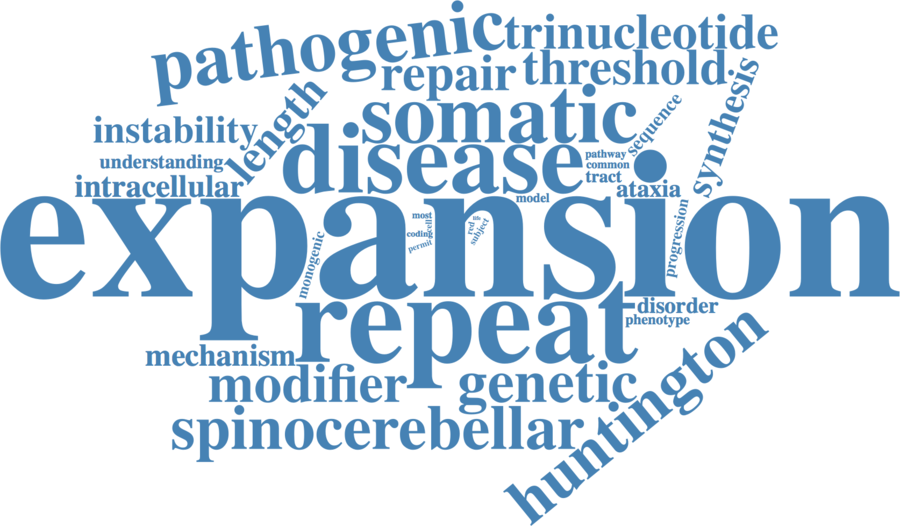 pathogenic
trinucleotide
repair
threshold
synthesis
length
somatic
sequence
instability
disease
understanding
pathway
common
tract
intracellular
ataxia
model
expansion
most
cell
coding
permit
red
life
subject
monogenic
progression
repeat
disorder
phenotype
mechanism
modifier
genetic
huntington
spinocerebellar